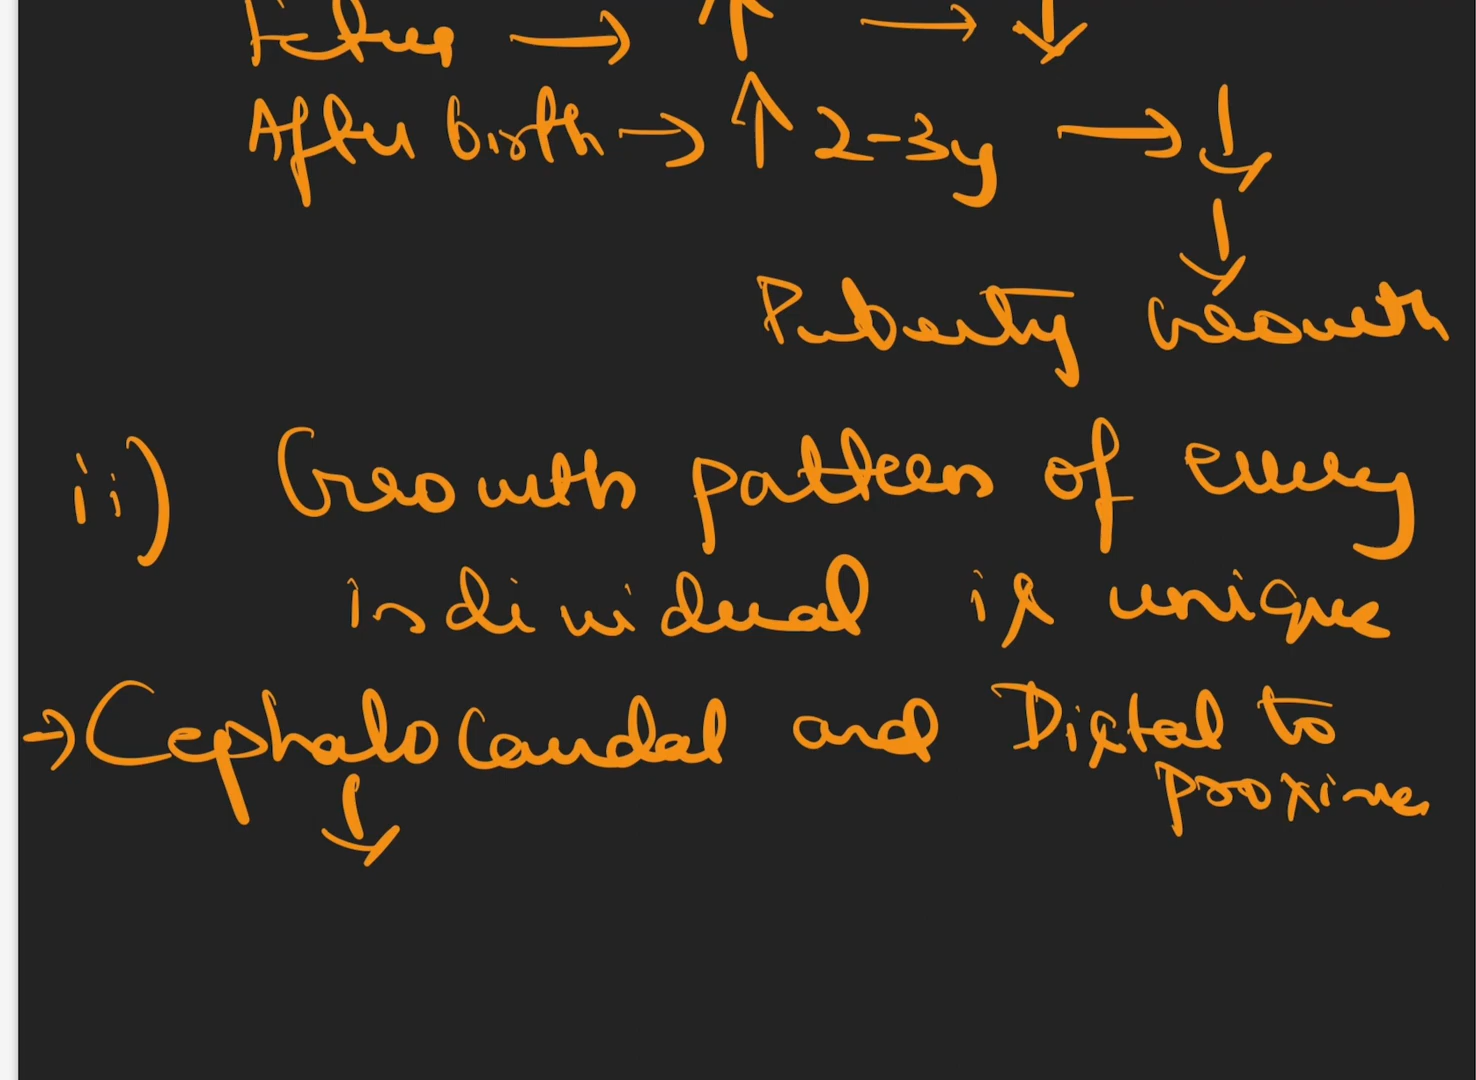 Fetus → ↑ → ↓
After birth → ↑ 2-3y → ↓
↓
Puberty Growth
ii) Growth pattern of every
individual is unique
→ Cephalo Caudal and Distal to
proximal
↓